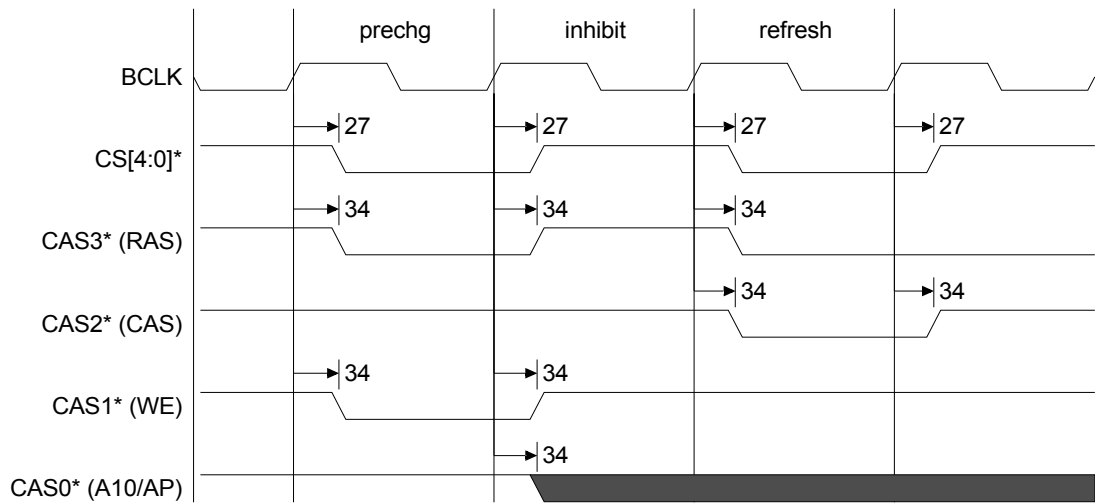 prechg inhibit refresh
BCLK
27 27 27 27
CS[4:0]*
34 34 34
CAS3* (RAS)
34 34
CAS2* (CAS)
34 34
CAS1* (WE)
34
CAS0* (A10/AP)